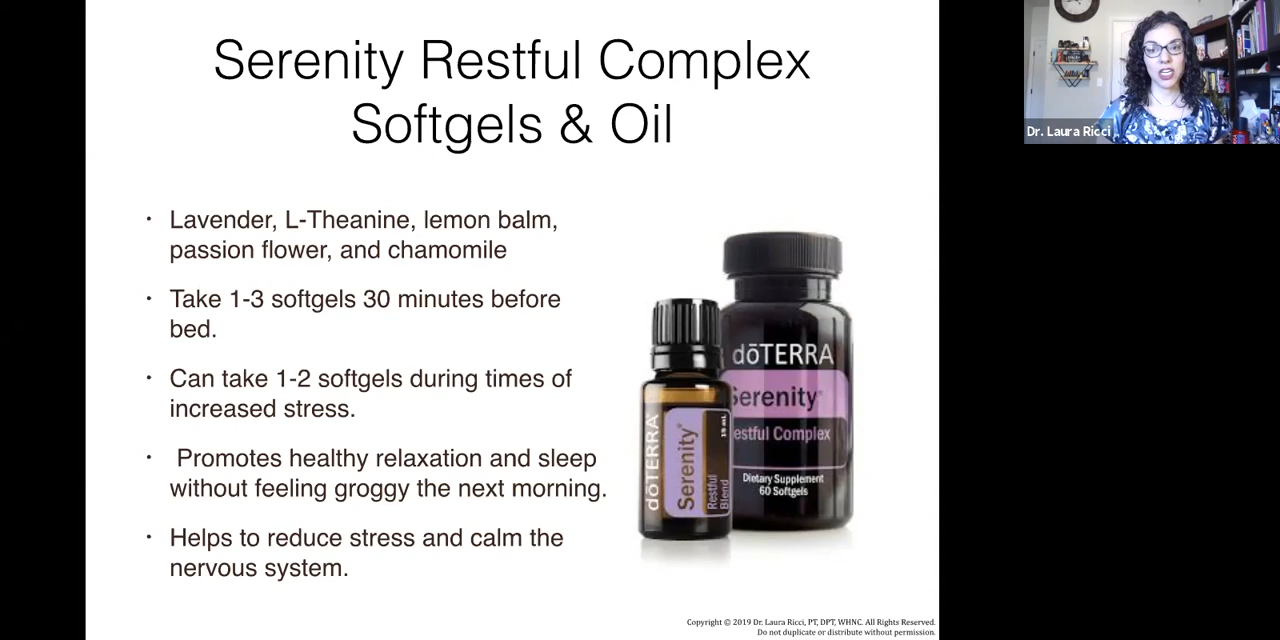 Serenity Restful Complex
Softgels & Oil
• Lavender, L-Theanine, lemon balm,
passion flower, and chamomile
• Take 1-3 softgels 30 minutes before
bed.
• Can take 1-2 softgels during times of
increased stress.
• Promotes healthy relaxation and sleep
without feeling groggy the next morning.
• Helps to reduce stress and calm the
nervous system.
dōTERRA
Serenity®
estful Complex
Dietary Supplement
60 Softgels
dōTERRA®
Serenity®
Restful
Blend
15 mL
Copyright © 2019 Dr. Laura Ricci, PT, DPT, WHNC. All Rights Reserved.
Do not duplicate or distribute without permission.
Dr. Laura Ricci